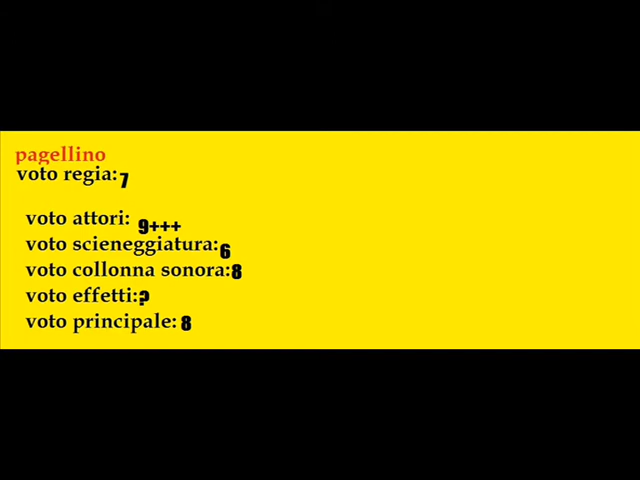 pagellino
voto regia:7
voto attori: 9+++
voto scieneggiatura:6
voto collonna sonora:8
voto effetti:?
voto principale: 8